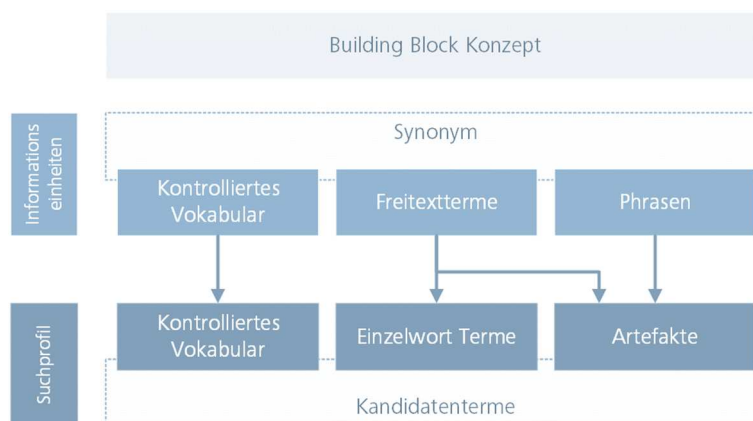 Building Block Konzept
Informations
einheiten
Synonym
Kontrolliertes
Vokabular
Freitextterme
Phrasen
Suchprofil
Kontrolliertes
Vokabular
Einzelwort Terme
Artefakte
Kandidatenterme